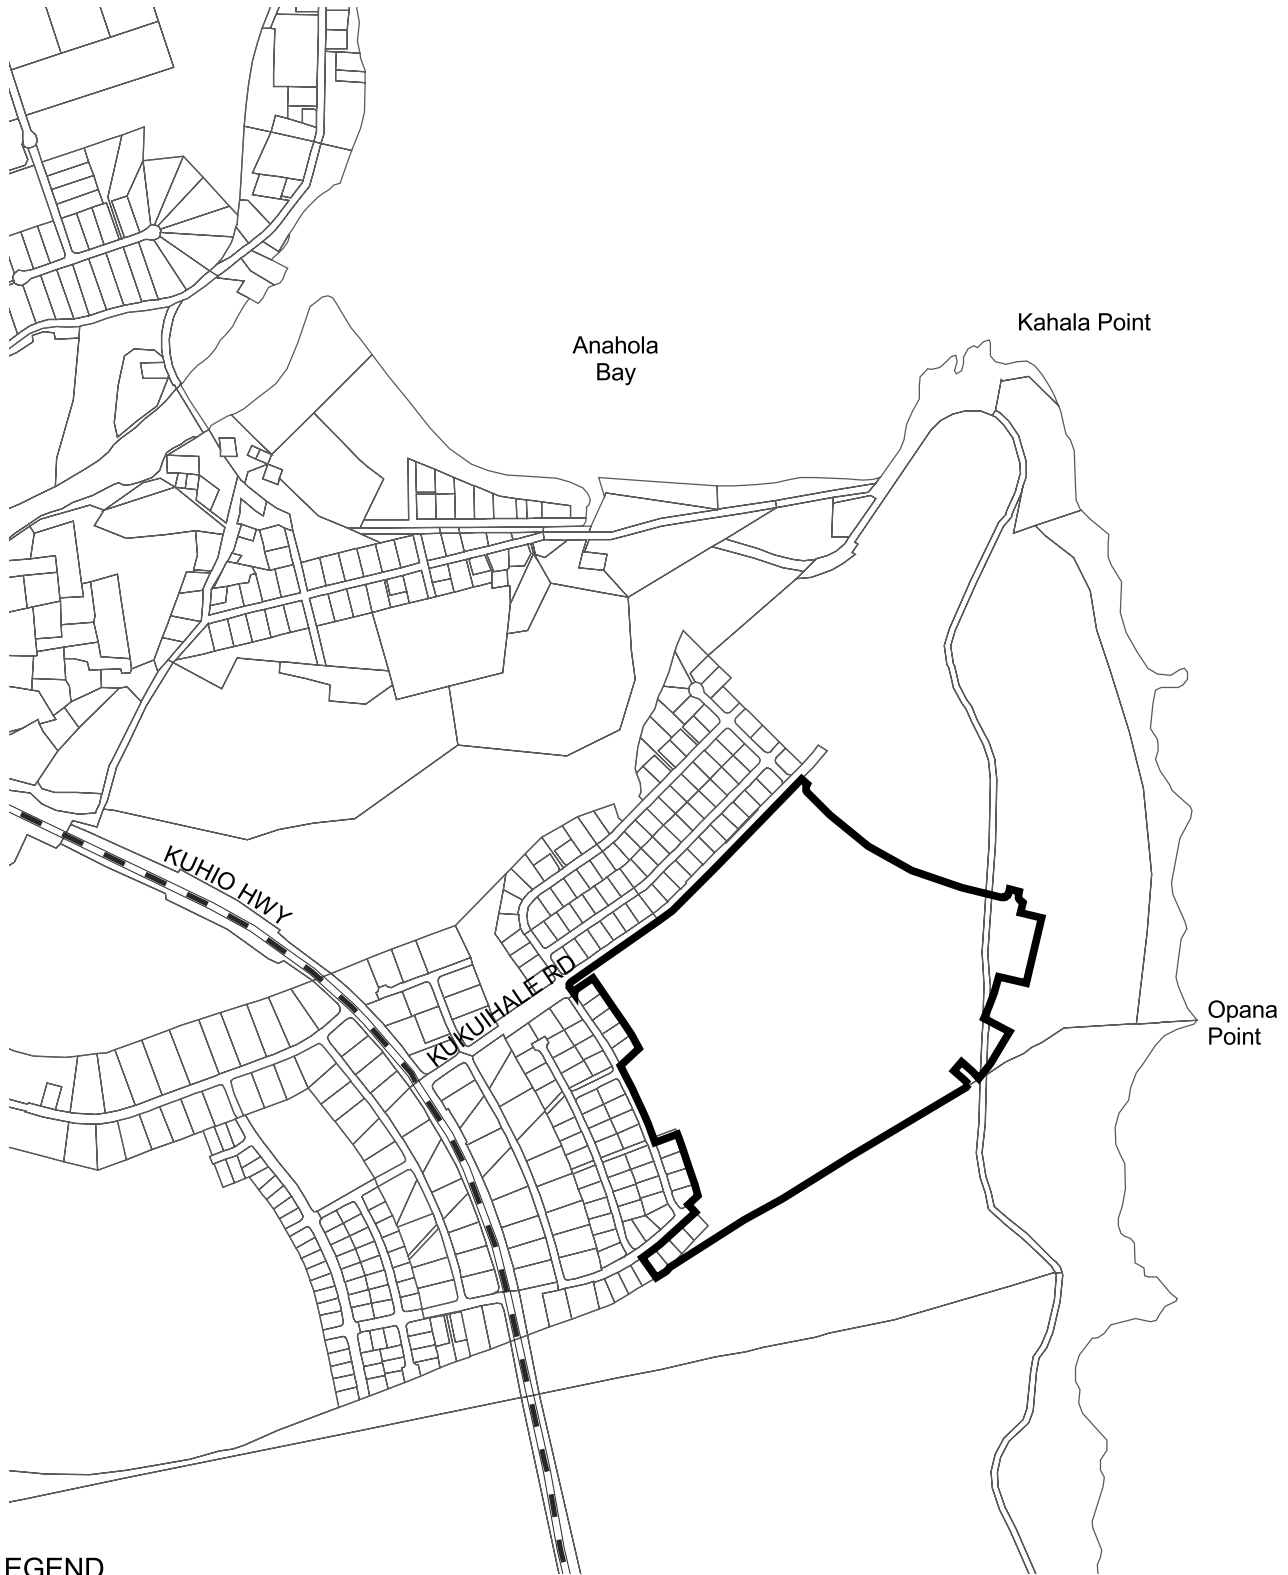 Kahala Point
Anahola
Bay
KUHIO HWY
KUKUIHALE RD
Opana
Point
EGEND